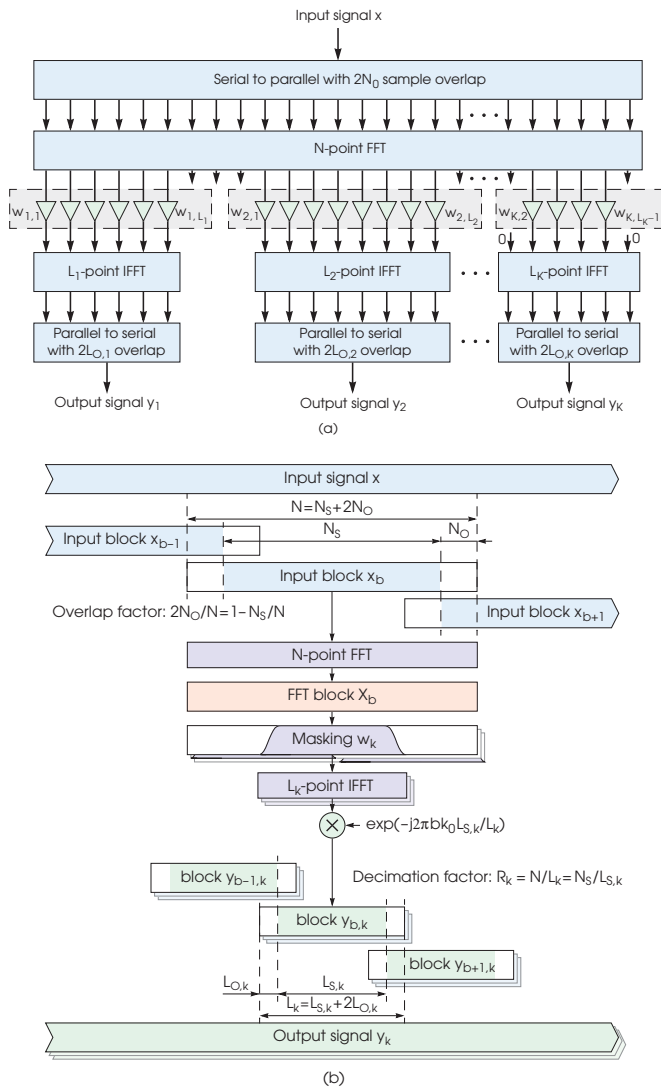 Input signal x
Serial to parallel with 2N0 sample overlap
N-point FFT
w1,1
w1,L1
w2,1
w2,L2
wK,2
wK,LK-1
0
0
L1-point IFFT
L2-point IFFT
LK-point IFFT
Parallel to serial
with 2LO,1 overlap
Parallel to serial
with 2LO,2 overlap
Parallel to serial
with 2LO,K overlap
Output signal y1
Output signal y2
Output signal yK
(a)
Input signal x
N=NS+2NO
NS
NO
Input block xb–1
Input block xb
Input block xb+1
Overlap factor: 2NO/N=1–NS/N
N-point FFT
FFT block Xb
Masking wk
Lk-point IFFT
exp(-j2πbk0LS,k/Lk)
Decimation factor: Rk = N/Lk= NS/LS,k
block yb–1,k
block yb,k
block yb+1,k
LO,k
LS,k
Lk=LS,k+2LO,k
Output signal yk
(b)